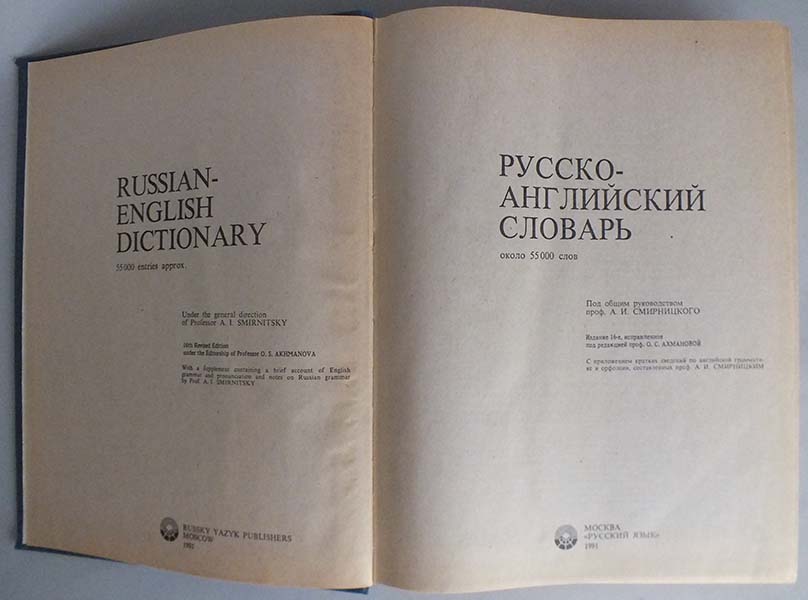 RUSSIAN-
ENGLISH
DICTIONARY
55000 entries approx.
Under the general direction
of Professor A. I. SMIRNITSKY
16th Revised Edition
under the Editorship of Professor O. S. AKHMANOVA
With a Supplement containing a brief account of English
grammar and pronunciation and notes on Russian grammar
by Prof. A. I. SMIRNITSKY
RUSSKY YAZYK PUBLISHERS
MOSCOW
1991
РУССКО-
АНГЛИЙСКИЙ
СЛОВАРЬ
около 55000 слов
Под общим руководством
проф. А. И. СМИРНИЦКОГО
Издание 16-е, исправленное
под редакцией проф. О. С. АХМАНОВОЙ
С приложением кратких сведений по английской граммати-
ке и орфоэпии, составленных проф. А. И. СМИРНИЦКИМ
МОСКВА
«РУССКИЙ ЯЗЫК»
1991